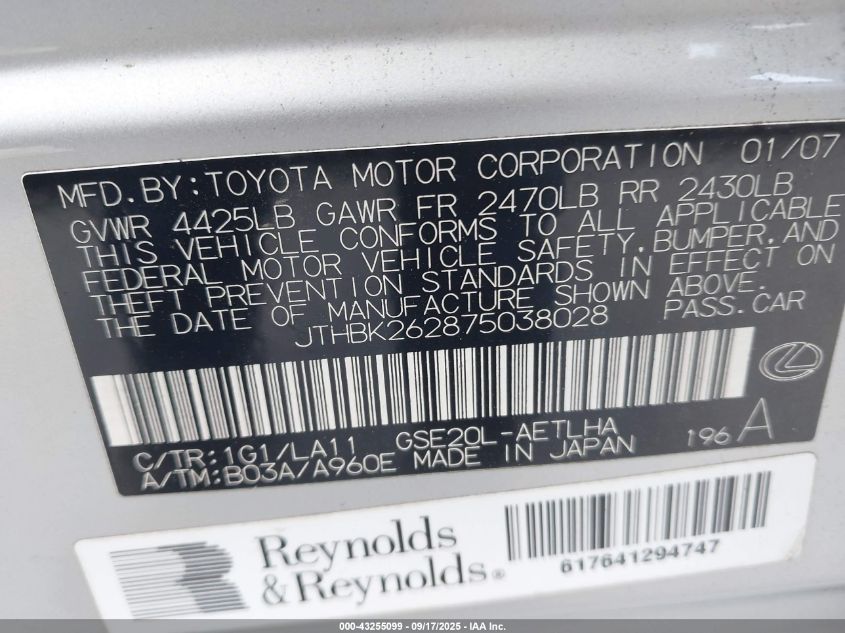 MFD.BY:TOYOTA MOTOR CORPORATION 01/07
GVWR 4425LB GAWR FR 2470LB RR 2430LB
THIS VEHICLE CONFORMS TO ALL APPLICABLE
FEDERAL MOTOR VEHICLE SAFETY,BUMPER,AND
THEFT PREVENTION STANDARDS IN EFFECT ON
THE DATE OF MANUFACTURE SHOWN ABOVE.
JTHBK262875038028 PASS.CAR
C/TR:1G1/LA11 GSE20L-AETLHA 196 A
A/TM:B03A/A960E MADE IN JAPAN
R&R
Reynolds
&Reynolds®
617641294747
000-43255099 | 09/17/2025 | IAA Inc.